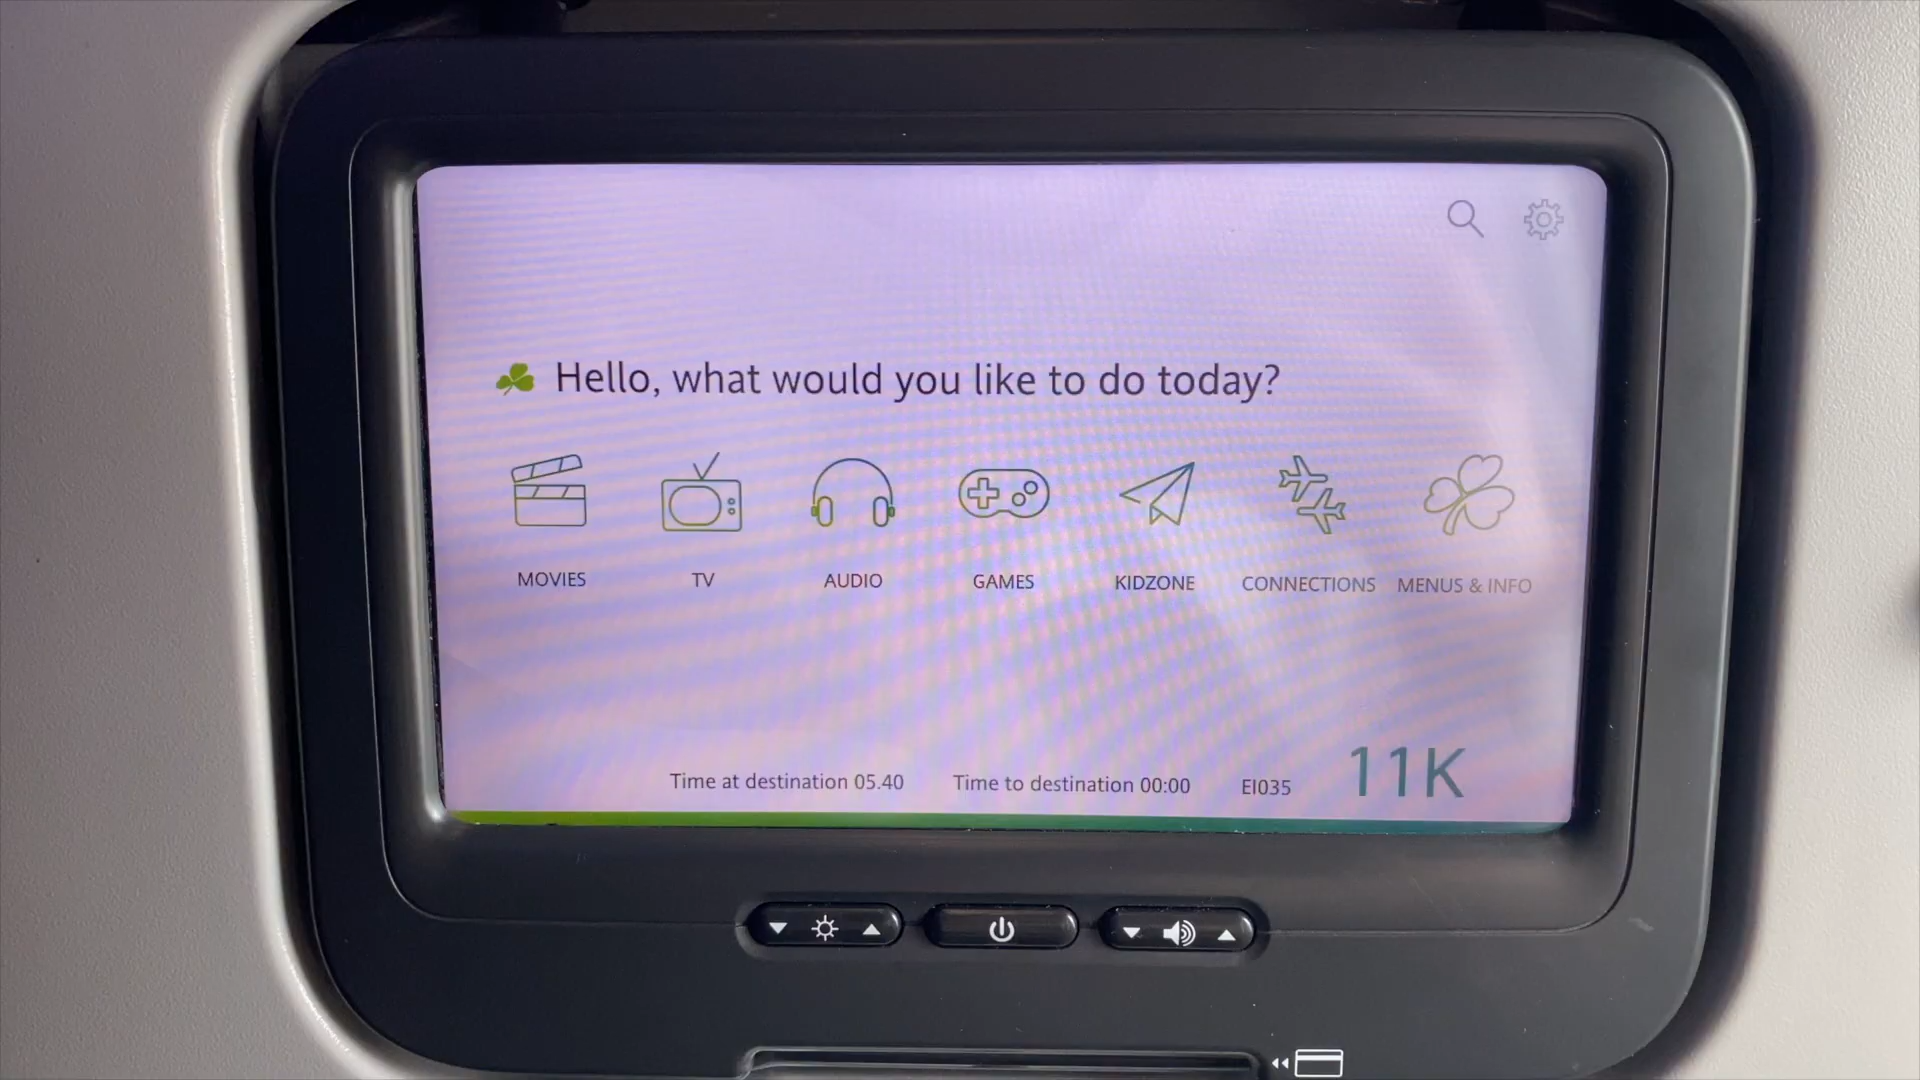 Hello, what would you like to do today?
MOVIES TV AUDIO GAMES KIDZONE CONNECTIONS MENUS & INFO
Time at destination 05.40 Time to destination 00:00 EI035 11K